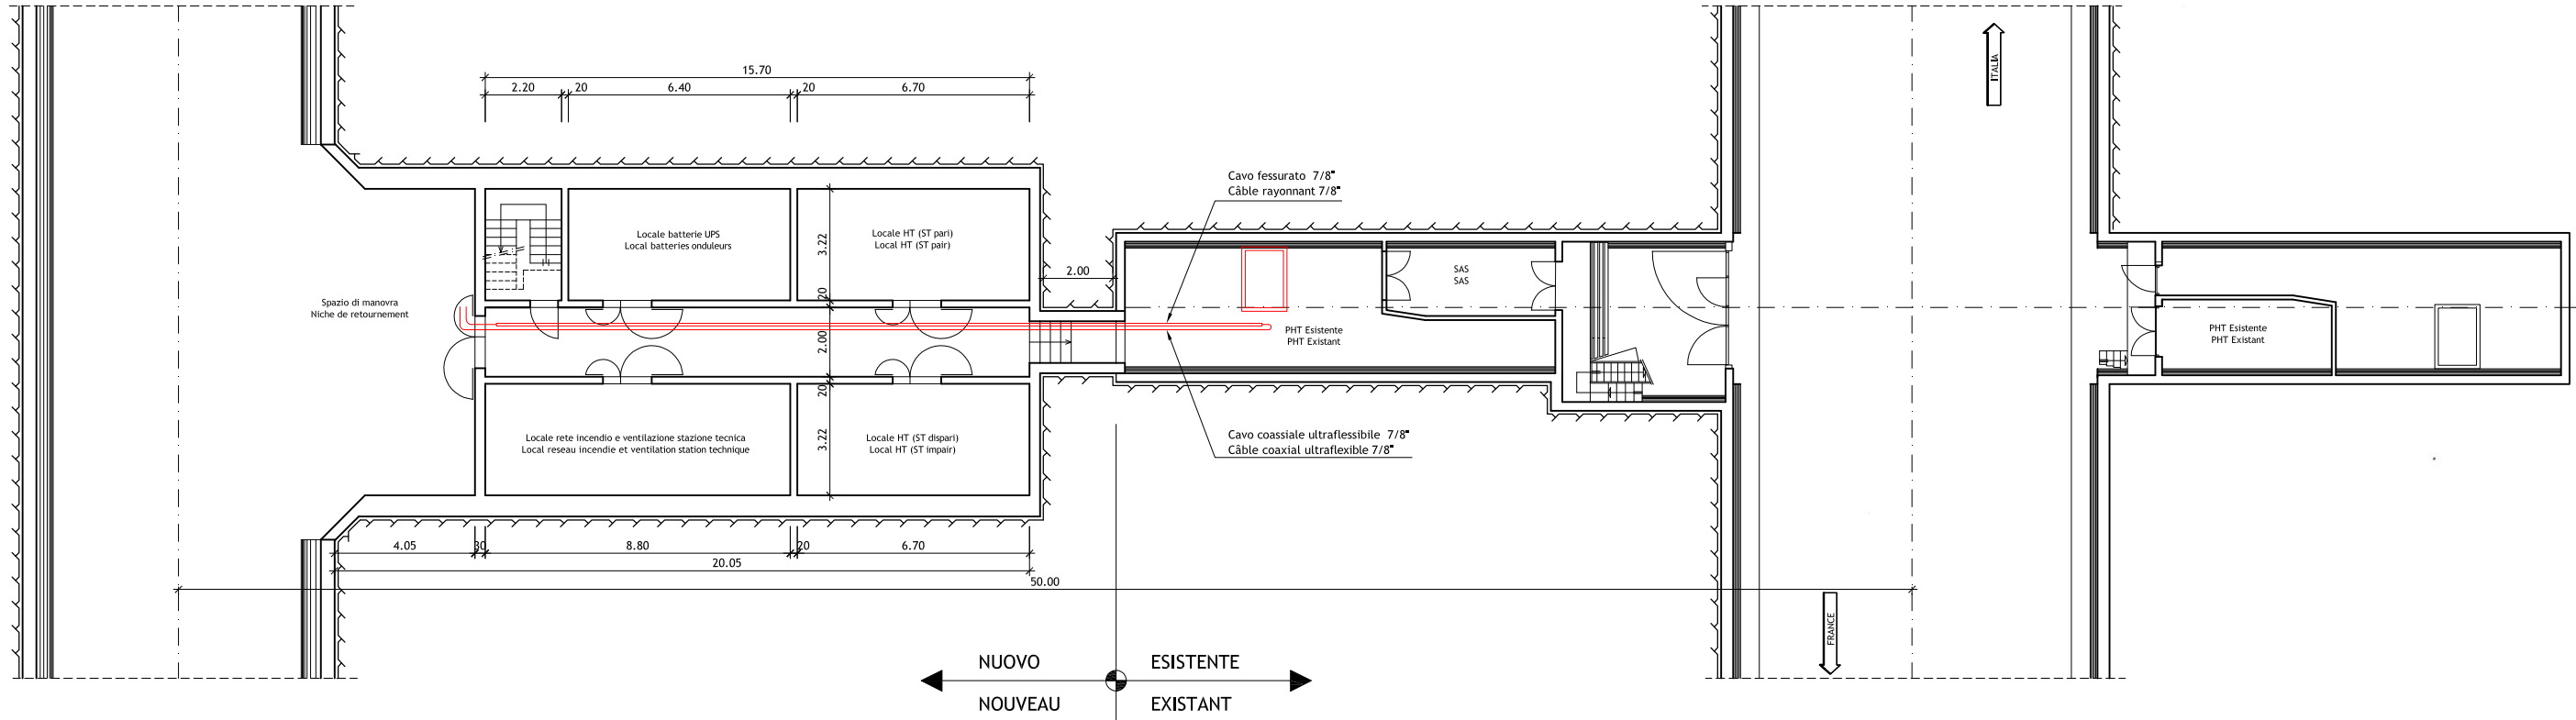 ITALIA
15.70
2.20
20
6.40
20
6.70
Cavo fessurato 7/8"
Câble rayonnant 7/8"
Locale batterie UPS
Local batteries onduleurs
Locale HT (ST pari)
Local HT (ST pair)
3.22
2.00
SAS
SAS
Spazio di manovra
Niche de retournement
20
2.00
PHT Esistente
PHT Existant
PHT Esistente
PHT Existant
20
3.22
Locale rete incendio e ventilazione stazione tecnica
Local reseau incendie et ventilation station technique
Locale HT (ST dispari)
Local HT (ST impair)
Cavo coassiale ultraflessibile 7/8"
Câble coaxial ultraflexible 7/8"
4.05
30
8.80
20
6.70
20.05
50.00
FRANCE
NUOVO
ESISTENTE
NOUVEAU
EXISTANT